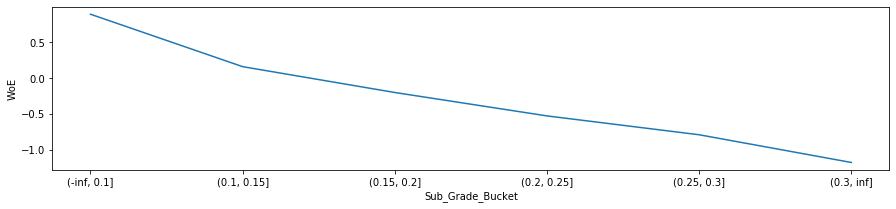 0.5
0.0
−0.5
−1.0
WoE
(-inf, 0.1]
(0.1, 0.15]
(0.15, 0.2]
(0.2, 0.25]
(0.25, 0.3]
(0.3, inf]
Sub_Grade_Bucket